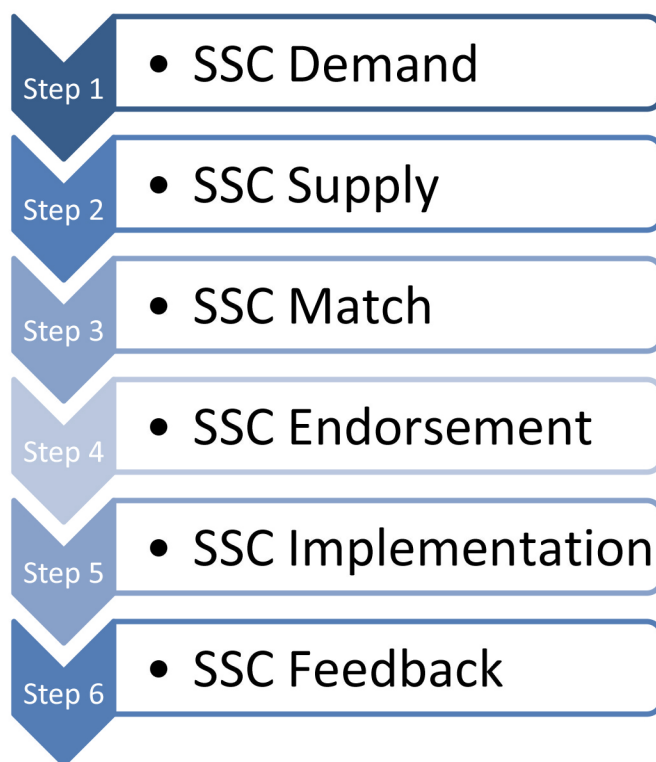 Step 1
• SSC Demand
Step 2
• SSC Supply
Step 3
• SSC Match
Step 4
• SSC Endorsement
Step 5
• SSC Implementation
Step 6
• SSC Feedback